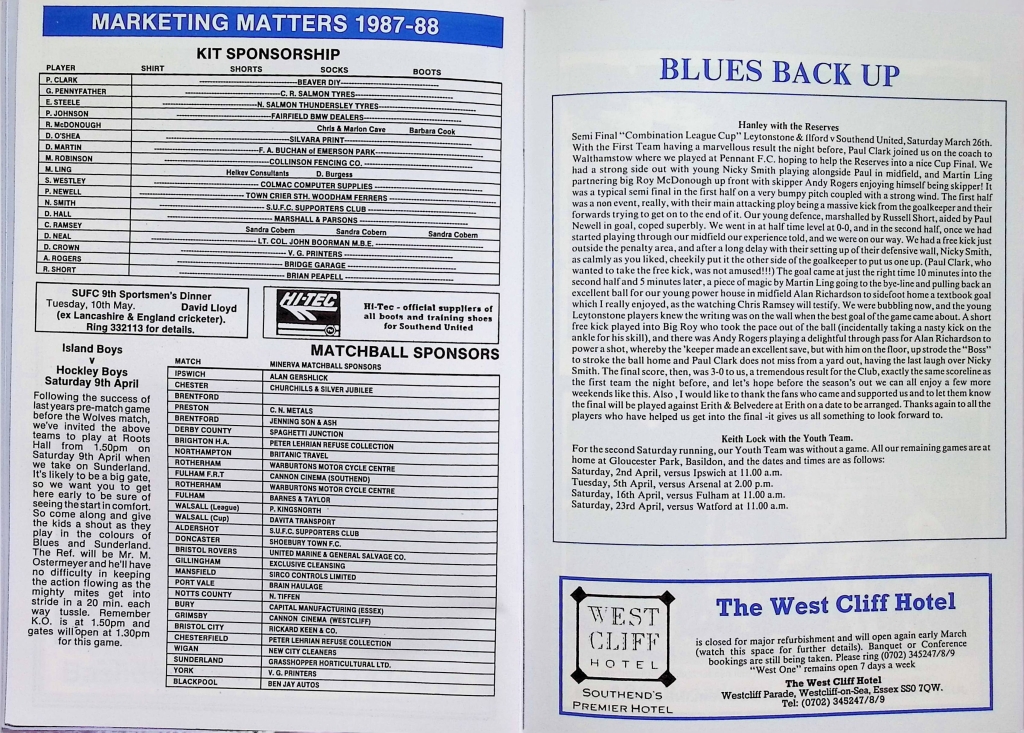 MARKETING MATTERS 1987-88
KIT SPONSORSHIP
PLAYER SHIRT SHORTS SOCKS BOOTS
P. CLARK BEAVER DIY
G. PENNYFATHER C. R. SALMON TYRES
E. STEELE N. SALMON THUNDERSLEY TYRES
P. JOHNSON FAIRFIELD BMW DEALERS
R. McDONOUGH Chris & Marion Cave Barbara Cook
D. O'SHEA SILVARA PRINT
D. MARTIN F. A. BUCHAN of EMERSON PARK
M. ROBINSON COLLINSON FENCING CO.
M. LING Helkev Consultants D. Burgess
S. WESTLEY COLMAC COMPUTER SUPPLIES
P. NEWELL TOWN CRIER STH. WOODHAM FERRERS
N. SMITH S.U.F.C. SUPPORTERS CLUB
D. HALL MARSHALL & PARSONS
C. RAMSEY Sandra Cobern Sandra Cobern Sandra Cobern
D. NEAL LT. COL. JOHN BOORMAN M.B.E.
D. CROWN V. G. PRINTERS
A. ROGERS BRIDGE GARAGE
R. SHORT BRIAN PEAPELL
SUFC 9th Sportsmen's Dinner
Tuesday, 10th May. David Lloyd
(ex Lancashire & England cricketer).
Ring 332113 for details.
HI-TEC
Hi-Tec - official suppliers of
all boots and training shoes
for Southend United
Island Boys
v
Hockley Boys
Saturday 9th April
Following the success of
last years pre-match game
before the Wolves match,
we've invited the above
teams to play at Roots
Hall from 1.50pm on
Saturday 9th April when
we take on Sunderland.
It's likely to be a big gate,
so we want you to get
here early to be sure of
seeing the start in comfort.
So come along and give
the kids a shout as they
play in the colours of
Blues and Sunderland.
The Ref. will be Mr. M.
Ostermeyer and he'll have
no difficulty in keeping
the action flowing as the
mighty mites get into
stride in a 20 min. each
way tussle. Remember
K.O. is at 1.50pm and
gates will open at 1.30pm
for this game.
MATCHBALL SPONSORS
MATCH MINERVA MATCHBALL SPONSORS
IPSWICH ALAN GERSHLICK
CHESTER CHURCHILLS & SILVER JUBILEE
BRENTFORD
PRESTON C. N. METALS
BRENTFORD JENNING SON & ASH
DERBY COUNTY SPAGHETTI JUNCTION
BRIGHTON H.A. PETER LEHRIAN REFUSE COLLECTION
NORTHAMPTON BRITANIC TRAVEL
ROTHERHAM WARBURTONS MOTOR CYCLE CENTRE
FULHAM F.R.T CANNON CINEMA (SOUTHEND)
ROTHERHAM WARBURTONS MOTOR CYCLE CENTRE
FULHAM BARNES & TAYLOR
WALSALL (League) P. KINGSNORTH
WALSALL (Cup) DAVITA TRANSPORT
ALDERSHOT S.U.F.C. SUPPORTERS CLUB
DONCASTER SHOEBURY TOWN F.C.
BRISTOL ROVERS UNITED MARINE & GENERAL SALVAGE CO.
GILLINGHAM EXCLUSIVE CLEANSING
MANSFIELD SIRCO CONTROLS LIMITED
PORT VALE BRAIN HAULAGE
NOTTS COUNTY N. TIFFEN
BURY CAPITAL MANUFACTURING (ESSEX)
GRIMSBY CANNON CINEMA (WESTCLIFF)
BRISTOL CITY RICKARD KEEN & CO.
CHESTERFIELD PETER LEHRIAN REFUSE COLLECTION
WIGAN NEW CITY CLEANERS
SUNDERLAND GRASSHOPPER HORTICULTURAL LTD.
YORK V. G. PRINTERS
BLACKPOOL BEN JAY AUTOS
BLUES BACK UP
Hanley with the Reserves
Semi Final "Combination League Cup" Leytonstone & Ilford v Southend United, Saturday March 26th.
With the First Team having a marvellous result the night before, Paul Clark joined us on the coach to
Walthamstow where we played at Pennant F.C. hoping to help the Reserves into a nice Cup Final. We
had a strong side out with young Nicky Smith playing alongside Paul in midfield, and Martin Ling
partnering big Roy McDonough up front with skipper Andy Rogers enjoying himself being skipper! It
was a typical semi final in the first half on a very bumpy pitch coupled with a strong wind. The first half
was a non event, really, with their main attacking ploy being a massive kick from the goalkeeper and their
forwards trying to get on to the end of it. Our young defence, marshalled by Russell Short, aided by Paul
Newell in goal, coped superbly. We went in at half time level at 0-0, and in the second half, once we had
started playing through our midfield our experience told, and we were on our way. We had a free kick just
outside the penalty area, and after a long delay with their setting up of their defensive wall, Nicky Smith,
as calmly as you liked, cheekily put it the other side of the goalkeeper to put us one up. (Paul Clark, who
wanted to take the free kick, was not amused!!!) The goal came at just the right time 10 minutes into the
second half and 5 minutes later, a piece of magic by Martin Ling going to the bye-line and pulling back an
excellent ball for our young power house in midfield Alan Richardson to sidefoot home a textbook goal
which I really enjoyed, as the watching Chris Ramsey will testify. We were bubbling now, and the young
Leytonstone players knew the writing was on the wall when the best goal of the game came about. A short
free kick played into Big Roy who took the pace out of the ball (incidentally taking a nasty kick on the
ankle for his skill), and there was Andy Rogers playing a delightful through pass for Alan Richardson to
power a shot, whereby the 'keeper made an excellent save, but with him on the floor, up strode the "Boss"
to stroke the ball home and Paul Clark does not miss from a yard out, having the last laugh over Nicky
Smith. The final score, then, was 3-0 to us, a tremendous result for the Club, exactly the same scoreline as
the first team the night before, and let's hope before the season's out we can all enjoy a few more
weekends like this. Also, I would like to thank the fans who came and supported us and to let them know
the final will be played against Erith & Belvedere at Erith on a date to be arranged. Thanks again to all the
players who have helped us get into the final -it gives us all something to look forward to.
Keith Lock with the Youth Team.
For the second Saturday running, our Youth Team was without a game. All our remaining games are at
home at Gloucester Park, Basildon, and the dates and times are as follows:
Saturday, 2nd April, versus Ipswich at 11.00 a.m.
Tuesday, 5th April, versus Arsenal at 2.00 p.m.
Saturday, 16th April, versus Fulham at 11.00 a.m.
Saturday, 23rd April, versus Watford at 11.00 a.m.
WEST
CLIFF
HOTEL
SOUTHEND'S
PREMIER HOTEL
The West Cliff Hotel
is closed for major refurbishment and will open again early March
(watch this space for further details). Banquet or Conference
bookings are still being taken. Please ring (0702) 345247/8/9
"West One" remains open 7 days a week
The West Cliff Hotel
Westcliff Parade, Westcliff-on-Sea, Essex SS0 7QW.
Tel: (0702) 345247/8/9